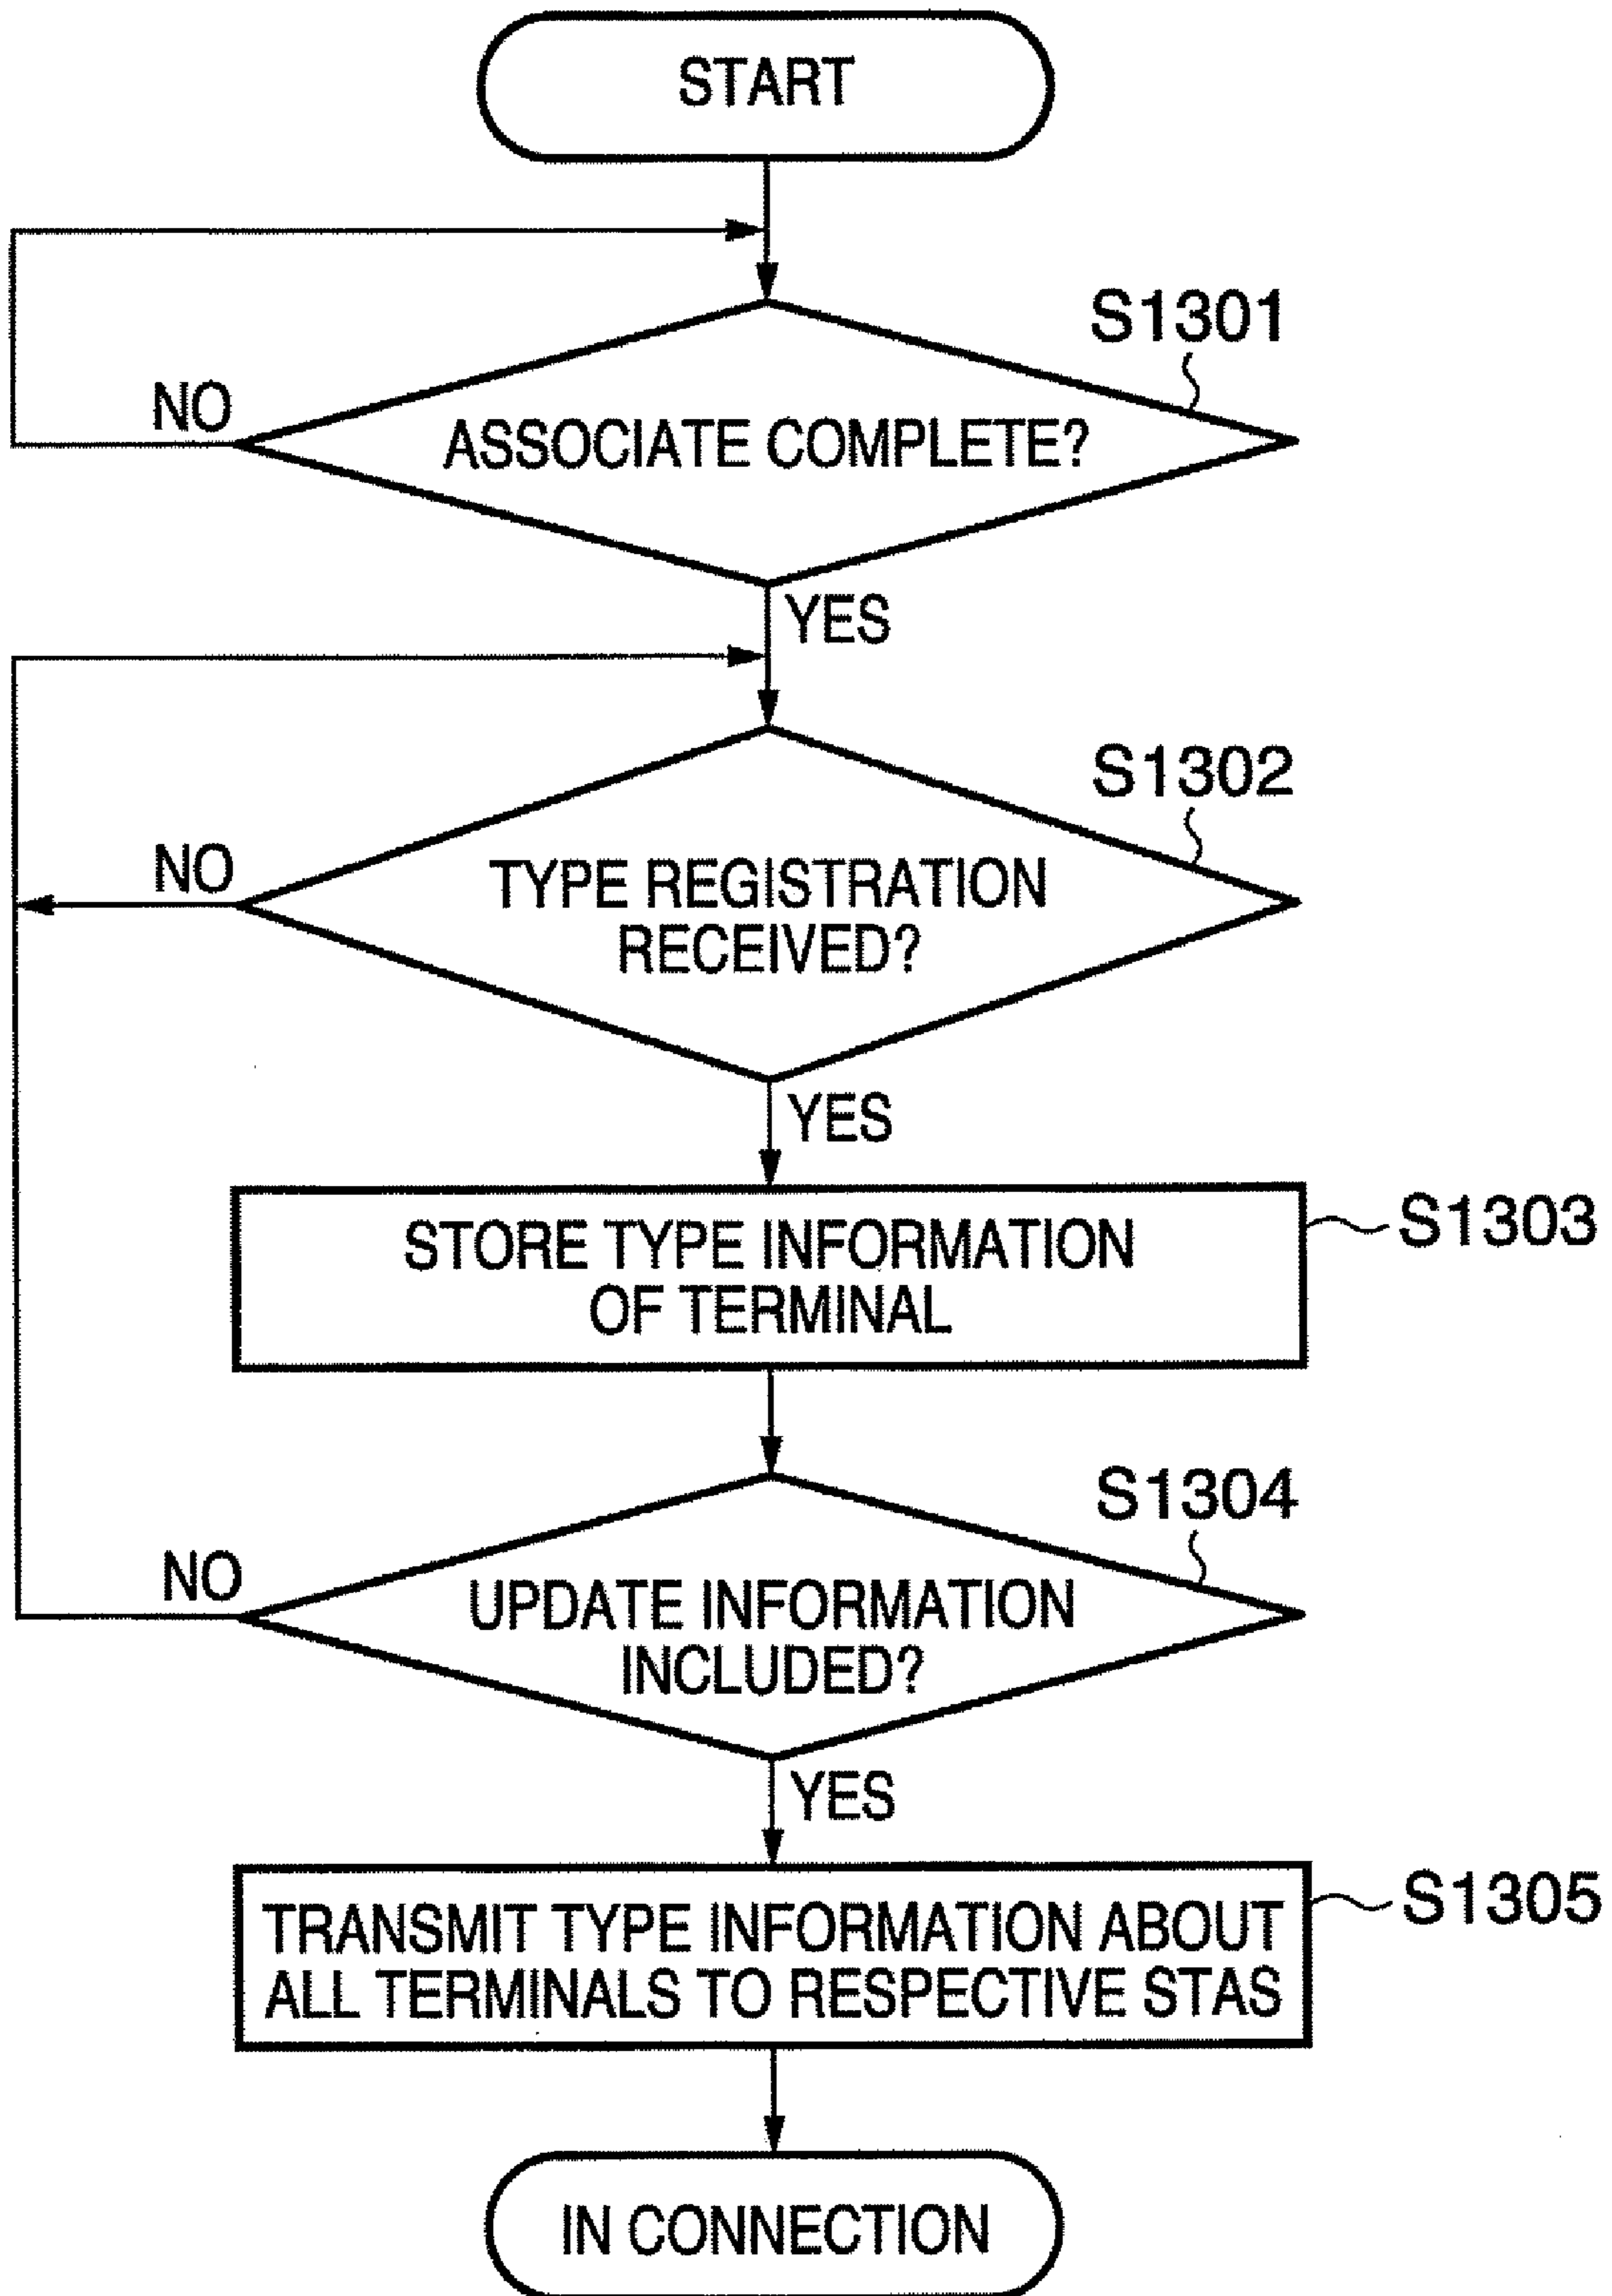 START
S1301
NO
ASSOCIATE COMPLETE?
YES
S1302
NO
TYPE REGISTRATION
RECEIVED?
YES
STORE TYPE INFORMATION
OF TERMINAL
S1303
S1304
NO
UPDATE INFORMATION
INCLUDED?
YES
TRANSMIT TYPE INFORMATION ABOUT
ALL TERMINALS TO RESPECTIVE STAS
S1305
IN CONNECTION